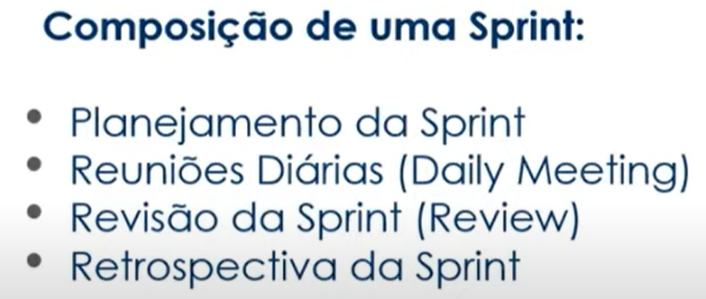 Composição de uma Sprint:
• Planejamento da Sprint
• Reuniões Diárias (Daily Meeting)
• Revisão da Sprint (Review)
• Retrospectiva da Sprint